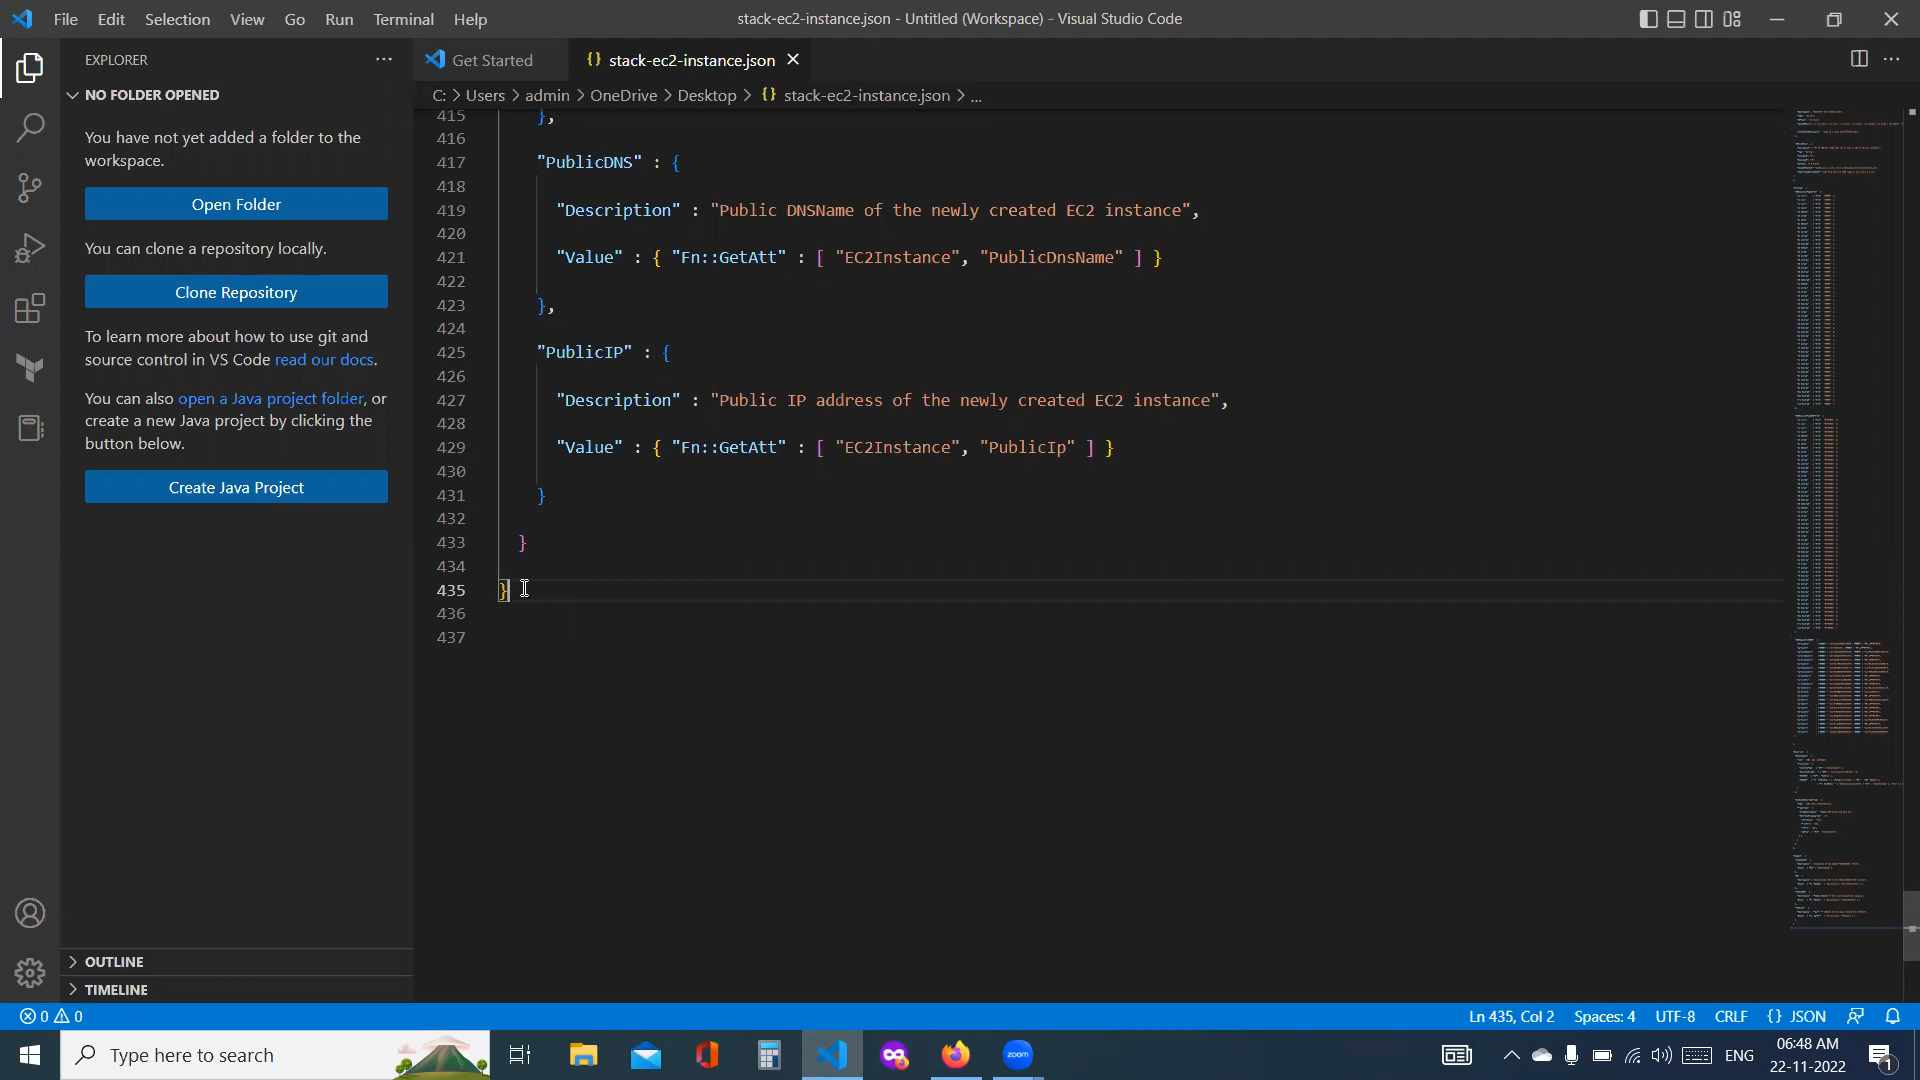 File Edit Selection View Go Run Terminal Help
stack-ec2-instance.json - Untitled (Workspace) - Visual Studio Code
EXPLORER
NO FOLDER OPENED
You have not yet added a folder to the
workspace.
Open Folder
You can clone a repository locally.
Clone Repository
To learn more about how to use git and
source control in VS Code read our docs.
You can also open a Java project folder, or
create a new Java project by clicking the
button below.
Create Java Project
OUTLINE
TIMELINE
Get Started
{} stack-ec2-instance.json
C: > Users > admin > OneDrive > Desktop > {} stack-ec2-instance.json > ...
415 },
416
417 "PublicDNS" : {
418
419 "Description" : "Public DNSName of the newly created EC2 instance",
420
421 "Value" : { "Fn::GetAtt" : [ "EC2Instance", "PublicDnsName" ] }
422
423 },
424
425 "PublicIP" : {
426
427 "Description" : "Public IP address of the newly created EC2 instance",
428
429 "Value" : { "Fn::GetAtt" : [ "EC2Instance", "PublicIp" ] }
430
431 }
432
433 }
434
435 }
436
437
0 0
Ln 435, Col 2 Spaces: 4 UTF-8 CRLF {} JSON
Type here to search
zoom
ENG
06:48 AM
22-11-2022
1